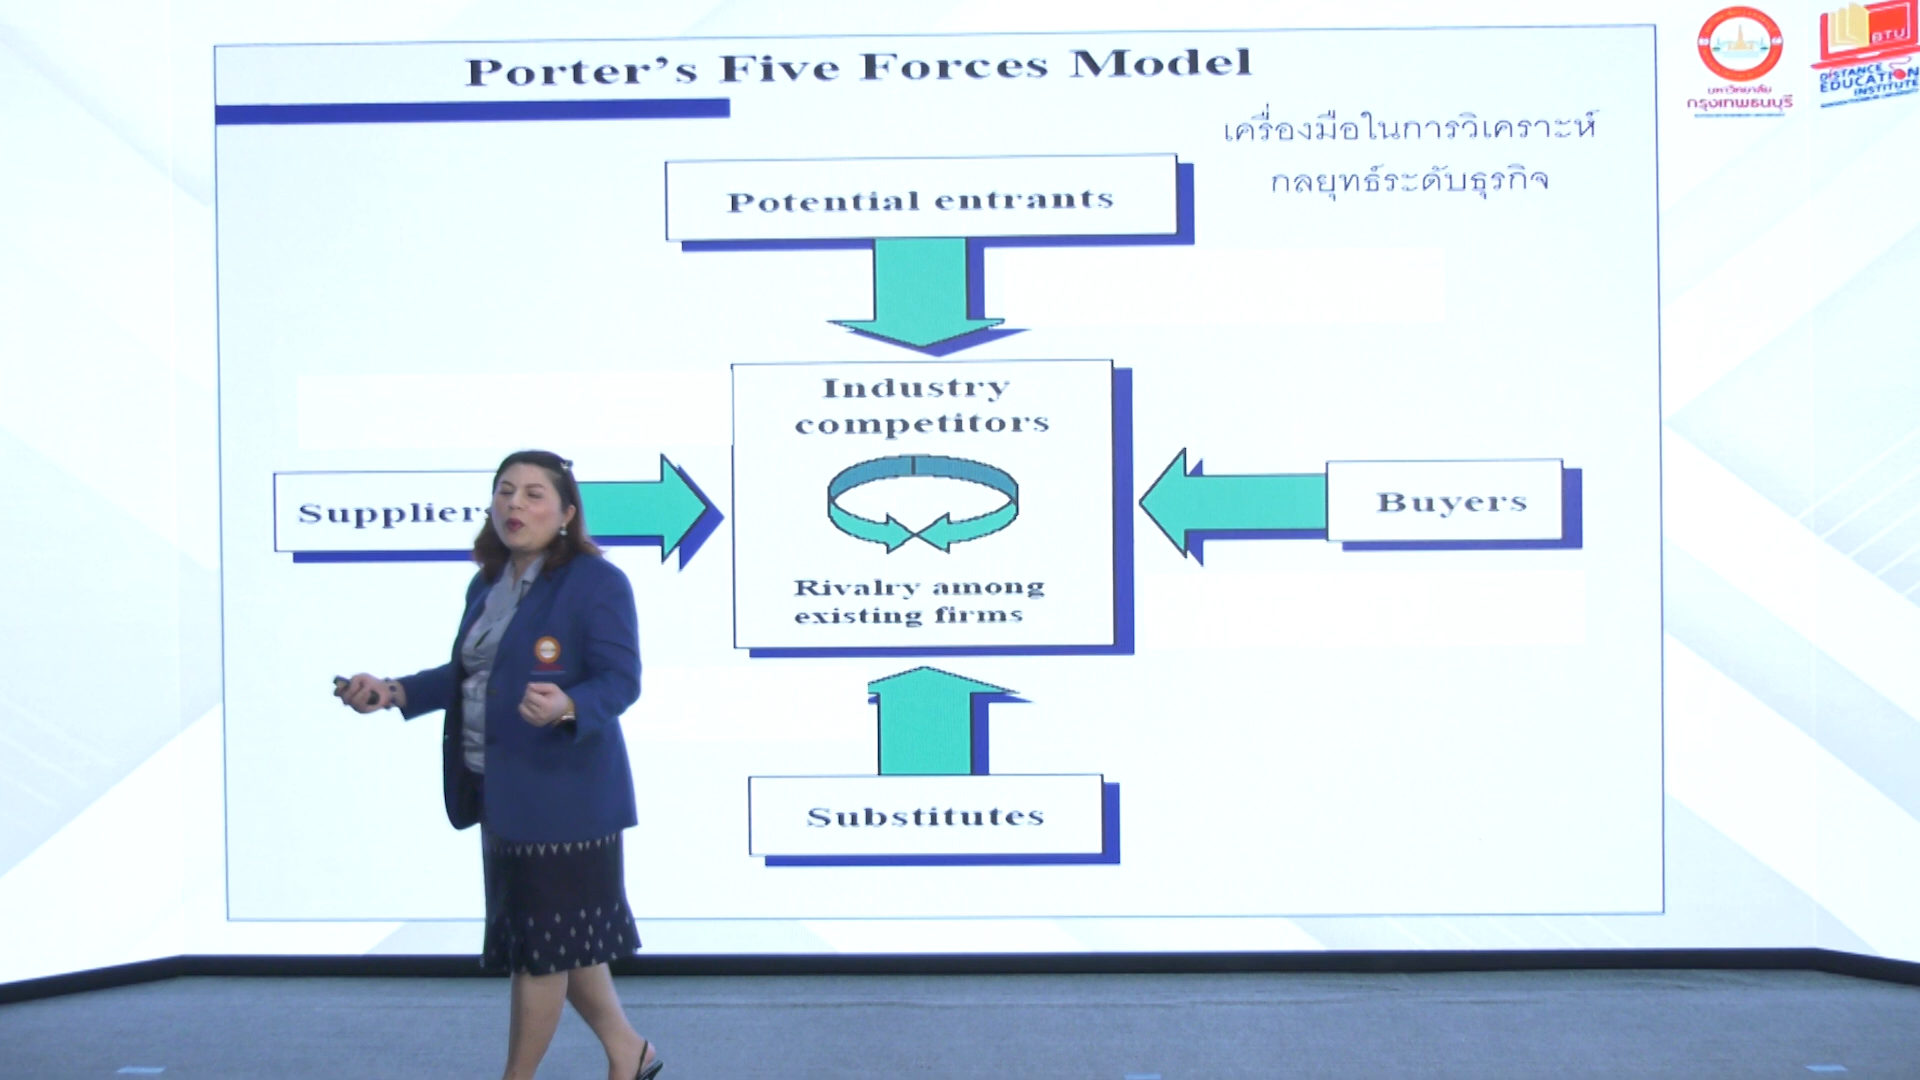 Porter's Five Forces Model
เครื่องมือในการวิเคราะห์
กลยุทธ์ระดับธุรกิจ
Potential entrants
Industry
competitors
Suppliers
Buyers
Rivalry among
existing firms
Substitutes
มหาวิทยาลัย
กรุงเทพธนบุรี
BTU
DISTANCE
EDUCATION
INSTITUTE